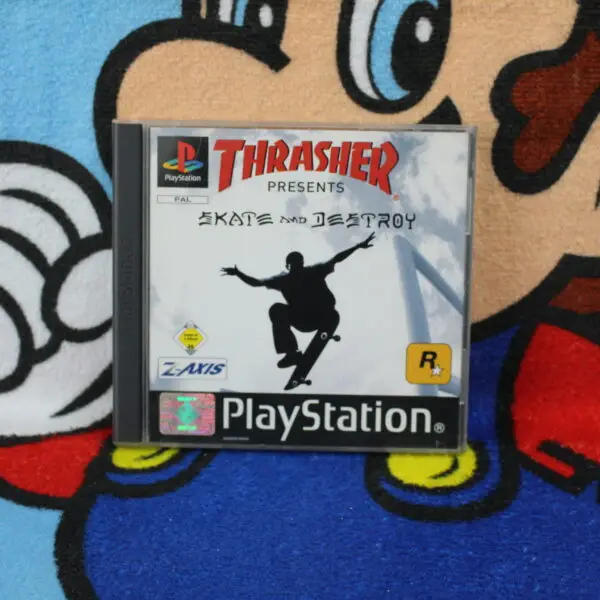 PlayStation
PAL
THRASHER
PRESENTS
SKATE AND DESTROY
Z-AXIS
R
PlayStation